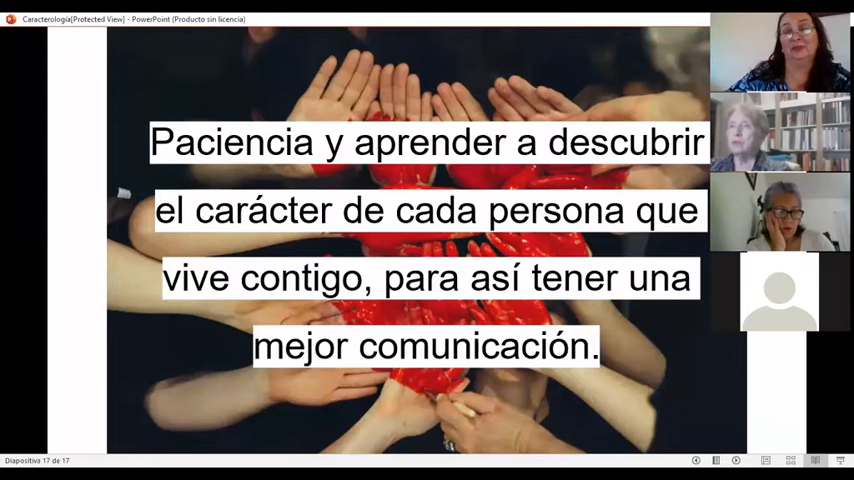 Caracterología[Protected View] - PowerPoint (Producto sin licencia)
Paciencia y aprender a descubrir
el carácter de cada persona que
vive contigo, para así tener una
mejor comunicación.
Diapositiva 17 de 17